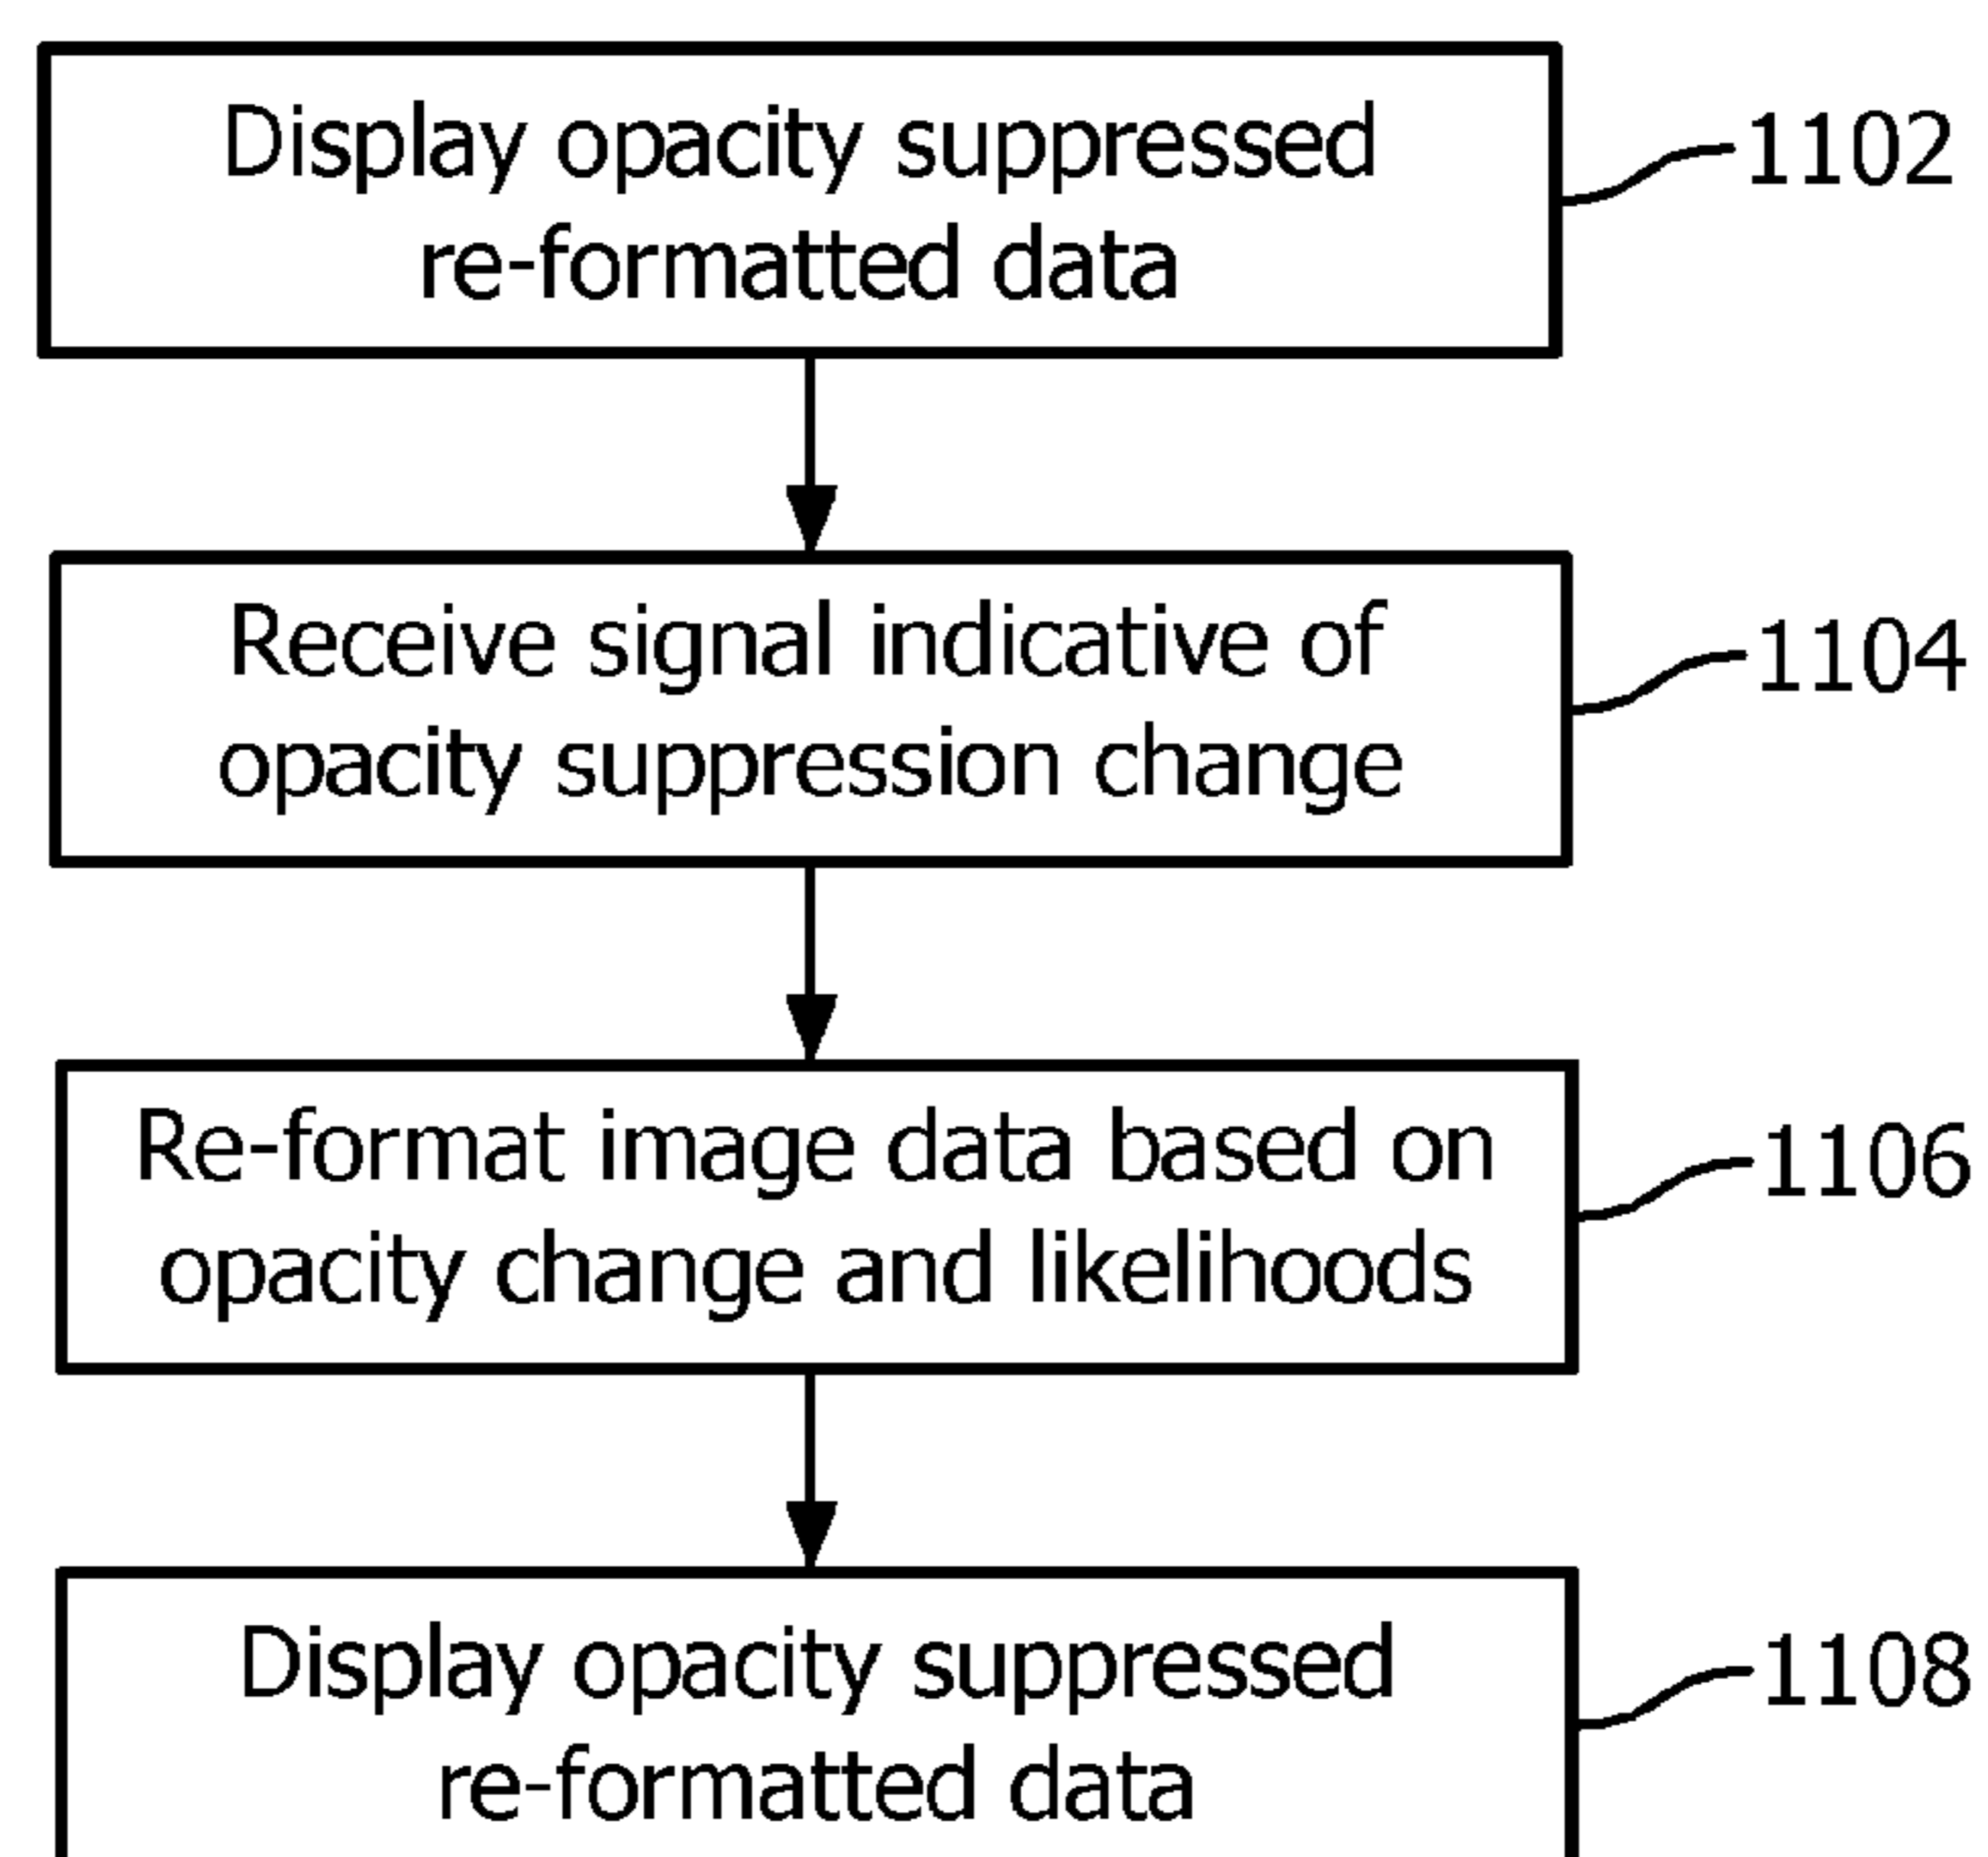 Display opacity suppressed
re-formatted data
1102
Receive signal indicative of
opacity suppression change
1104
Re-format image data based on
opacity change and likelihoods
1106
Display opacity suppressed
re-formatted data
1108